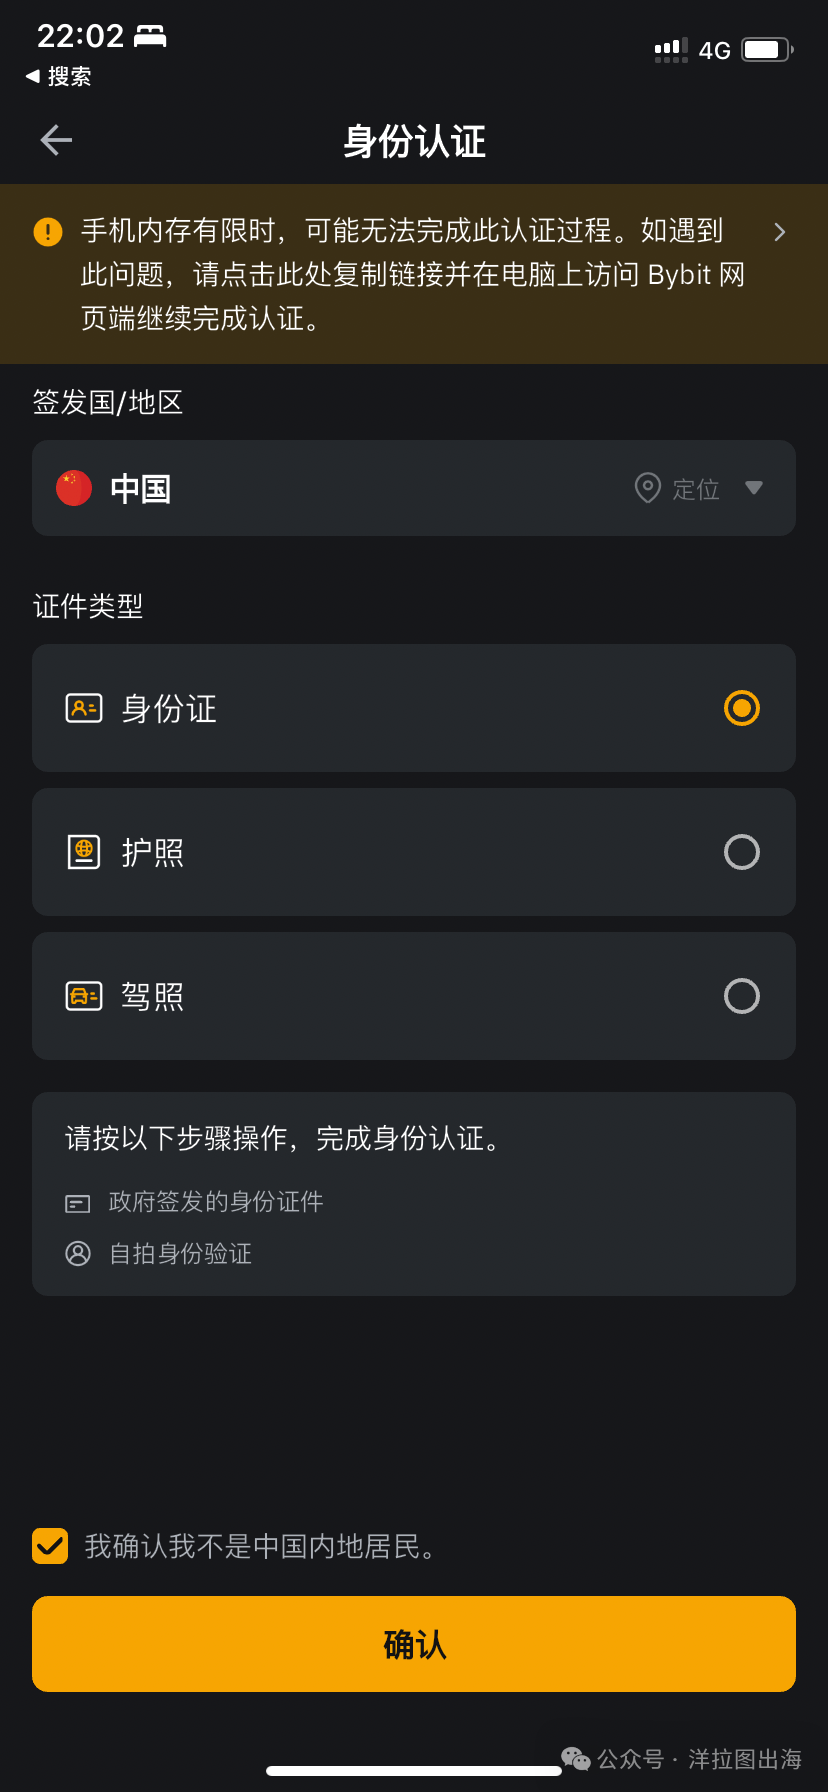 22:02
4G
搜索
身份认证
手机内存有限时，可能无法完成此认证过程。如遇到
此问题，请点击此处复制链接并在电脑上访问 Bybit 网
页端继续完成认证。
签发国/地区
中国
定位
证件类型
身份证
护照
驾照
请按以下步骤操作，完成身份认证。
政府签发的身份证件
自拍身份验证
我确认我不是中国内地居民。
确认
公众号 · 洋拉图出海